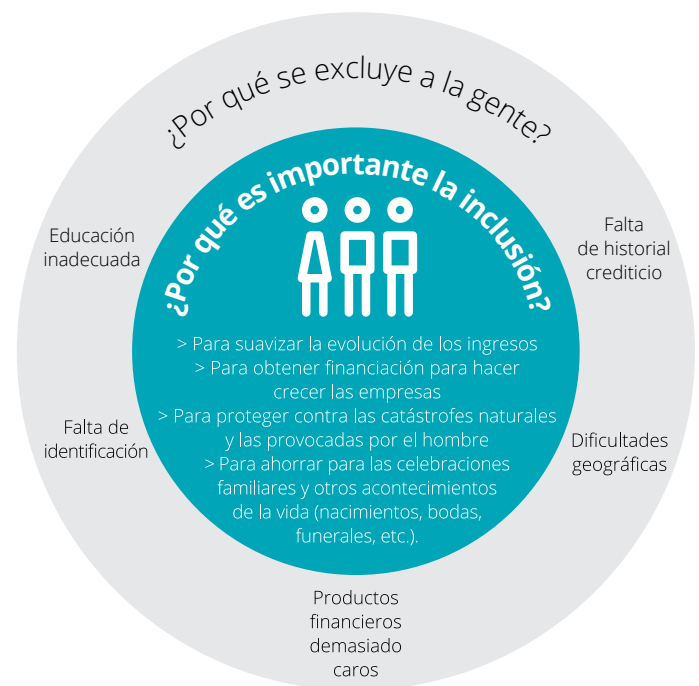 ¿Por qué se excluye a la gente?
¿Por qué es importante la inclusión?
Educación
inadecuada
Falta
de historial
crediticio
> Para suavizar la evolución de los ingresos
> Para obtener financiación para hacer
crecer las empresas
> Para proteger contra las catástrofes naturales
y las provocadas por el hombre
> Para ahorrar para las celebraciones
familiares y otros acontecimientos
de la vida (nacimientos, bodas,
funerales, etc.).
Falta de
identificación
Dificultades
geográficas
Productos
financieros
demasiado
caros